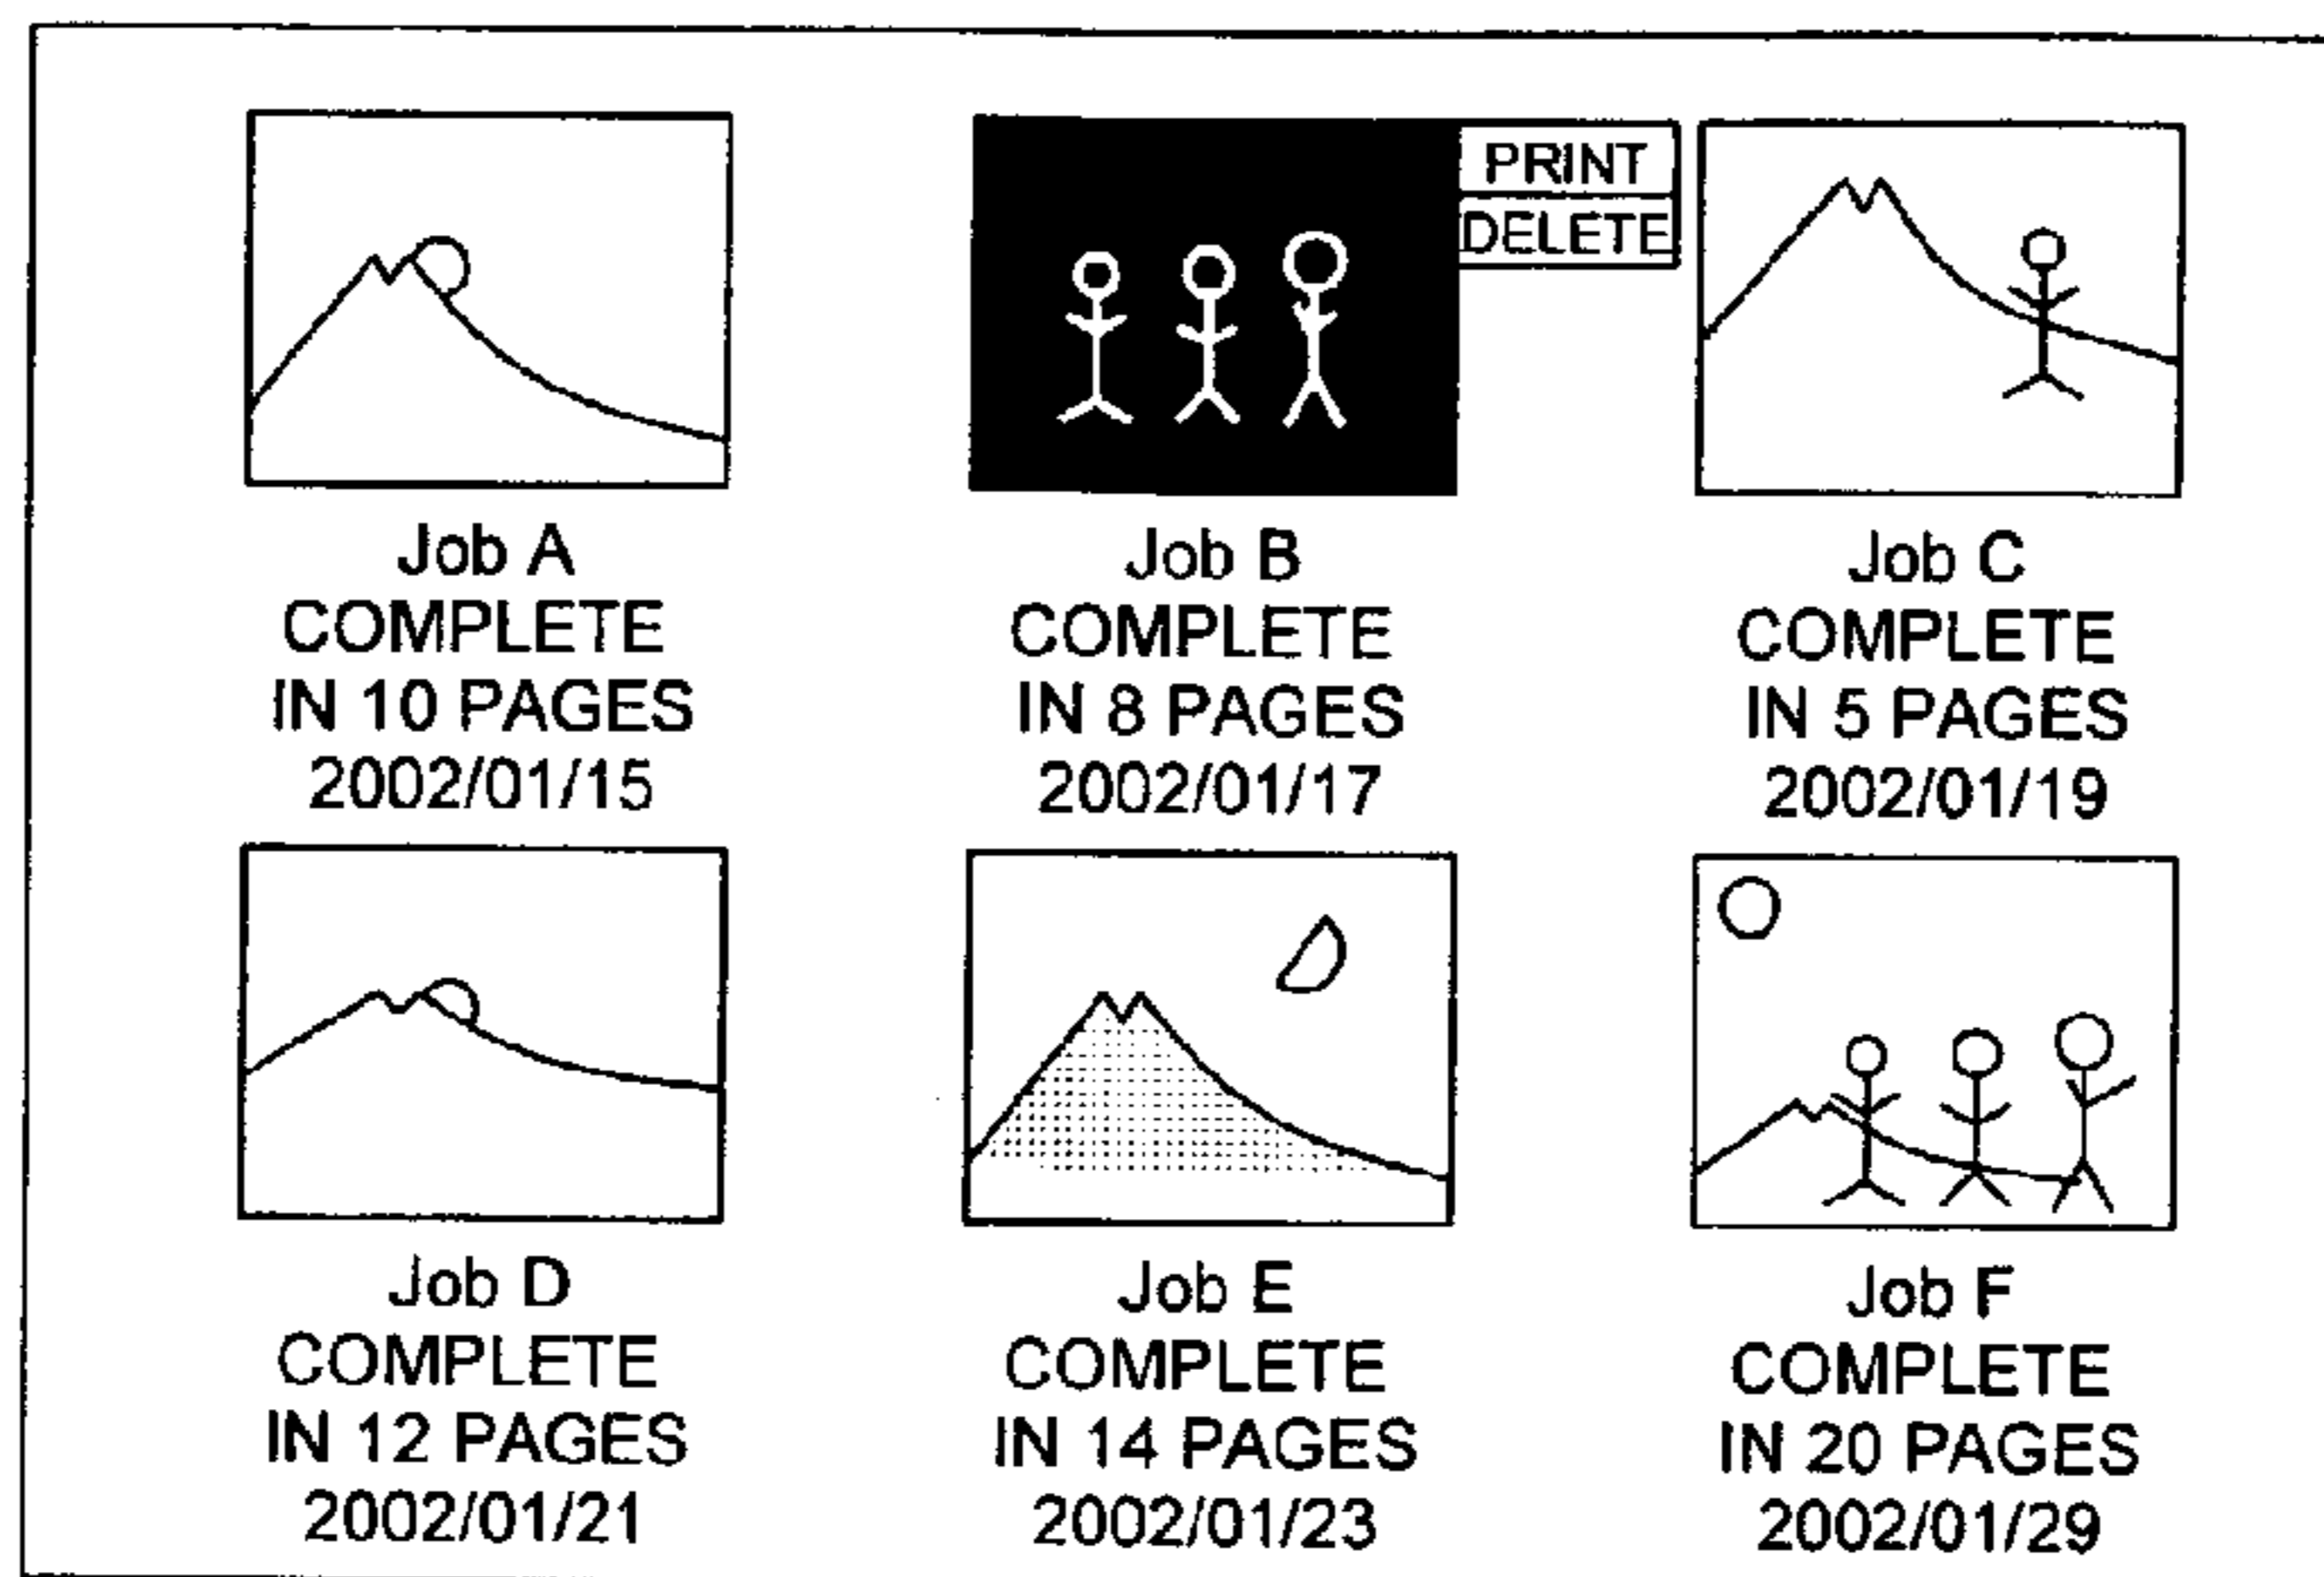 PRINT
DELETE
Job A
COMPLETE
IN 10 PAGES
2002/01/15
Job B
COMPLETE
IN 8 PAGES
2002/01/17
Job C
COMPLETE
IN 5 PAGES
2002/01/19
Job D
COMPLETE
IN 12 PAGES
2002/01/21
Job E
COMPLETE
IN 14 PAGES
2002/01/23
Job F
COMPLETE
IN 20 PAGES
2002/01/29